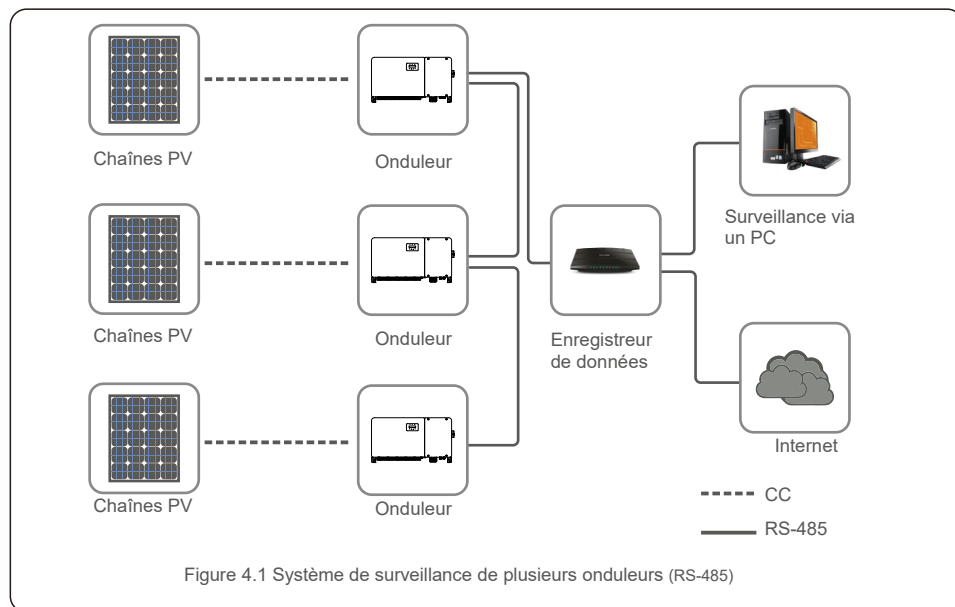 Chaînes PV
Onduleur
Surveillance via
un PC
Chaînes PV
Onduleur
Enregistreur
de données
Internet
Chaînes PV
Onduleur
CC
RS-485
Figure 4.1 Système de surveillance de plusieurs onduleurs (RS-485)